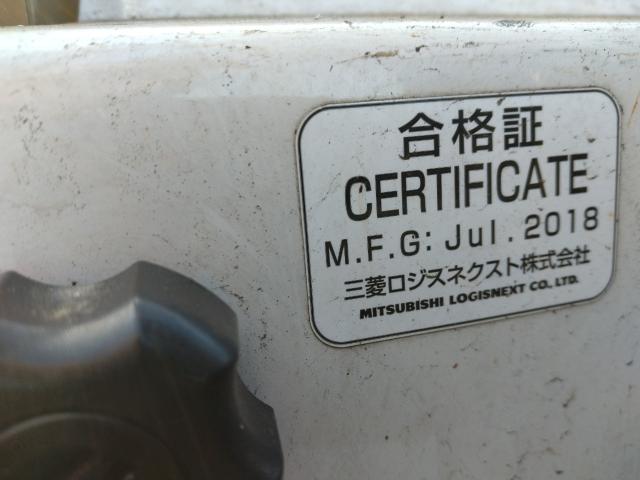 合格証
CERTIFICATE
M.F.G: Jul. 2018
三菱ロジスネクスト株式会社
MITSUBISHI LOGISNEXT CO., LTD.